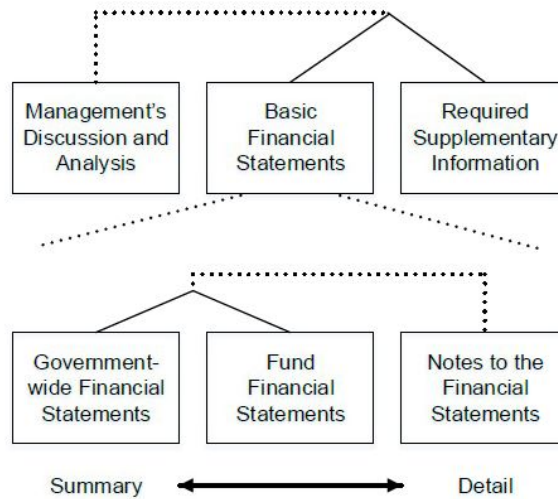 Management's
Discussion and
Analysis
Basic
Financial
Statements
Required
Supplementary
Information
Government-
wide Financial
Statements
Fund
Financial
Statements
Notes to the
Financial
Statements
Summary
Detail